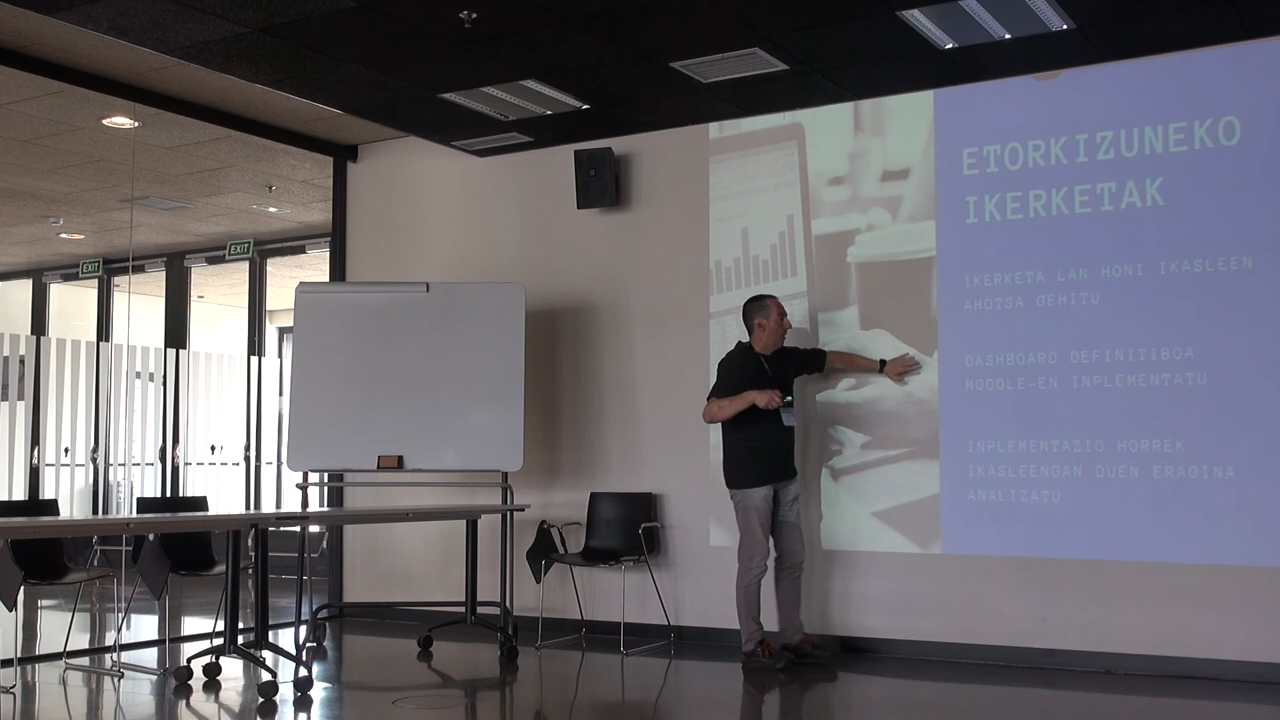 EXIT
EXIT
ETORKIZUNEKO
IKERKETAK
IKERKETA LAN HONI IKASLEEN
AHOTSA GEHITU
DASHBOARD DEFINITIBOA
MOODLE-EN INPLEMENTATU
INPLEMENTAZIO HORREK
IKASLEENGAN DUEN ERAGINA
ANALIZATU